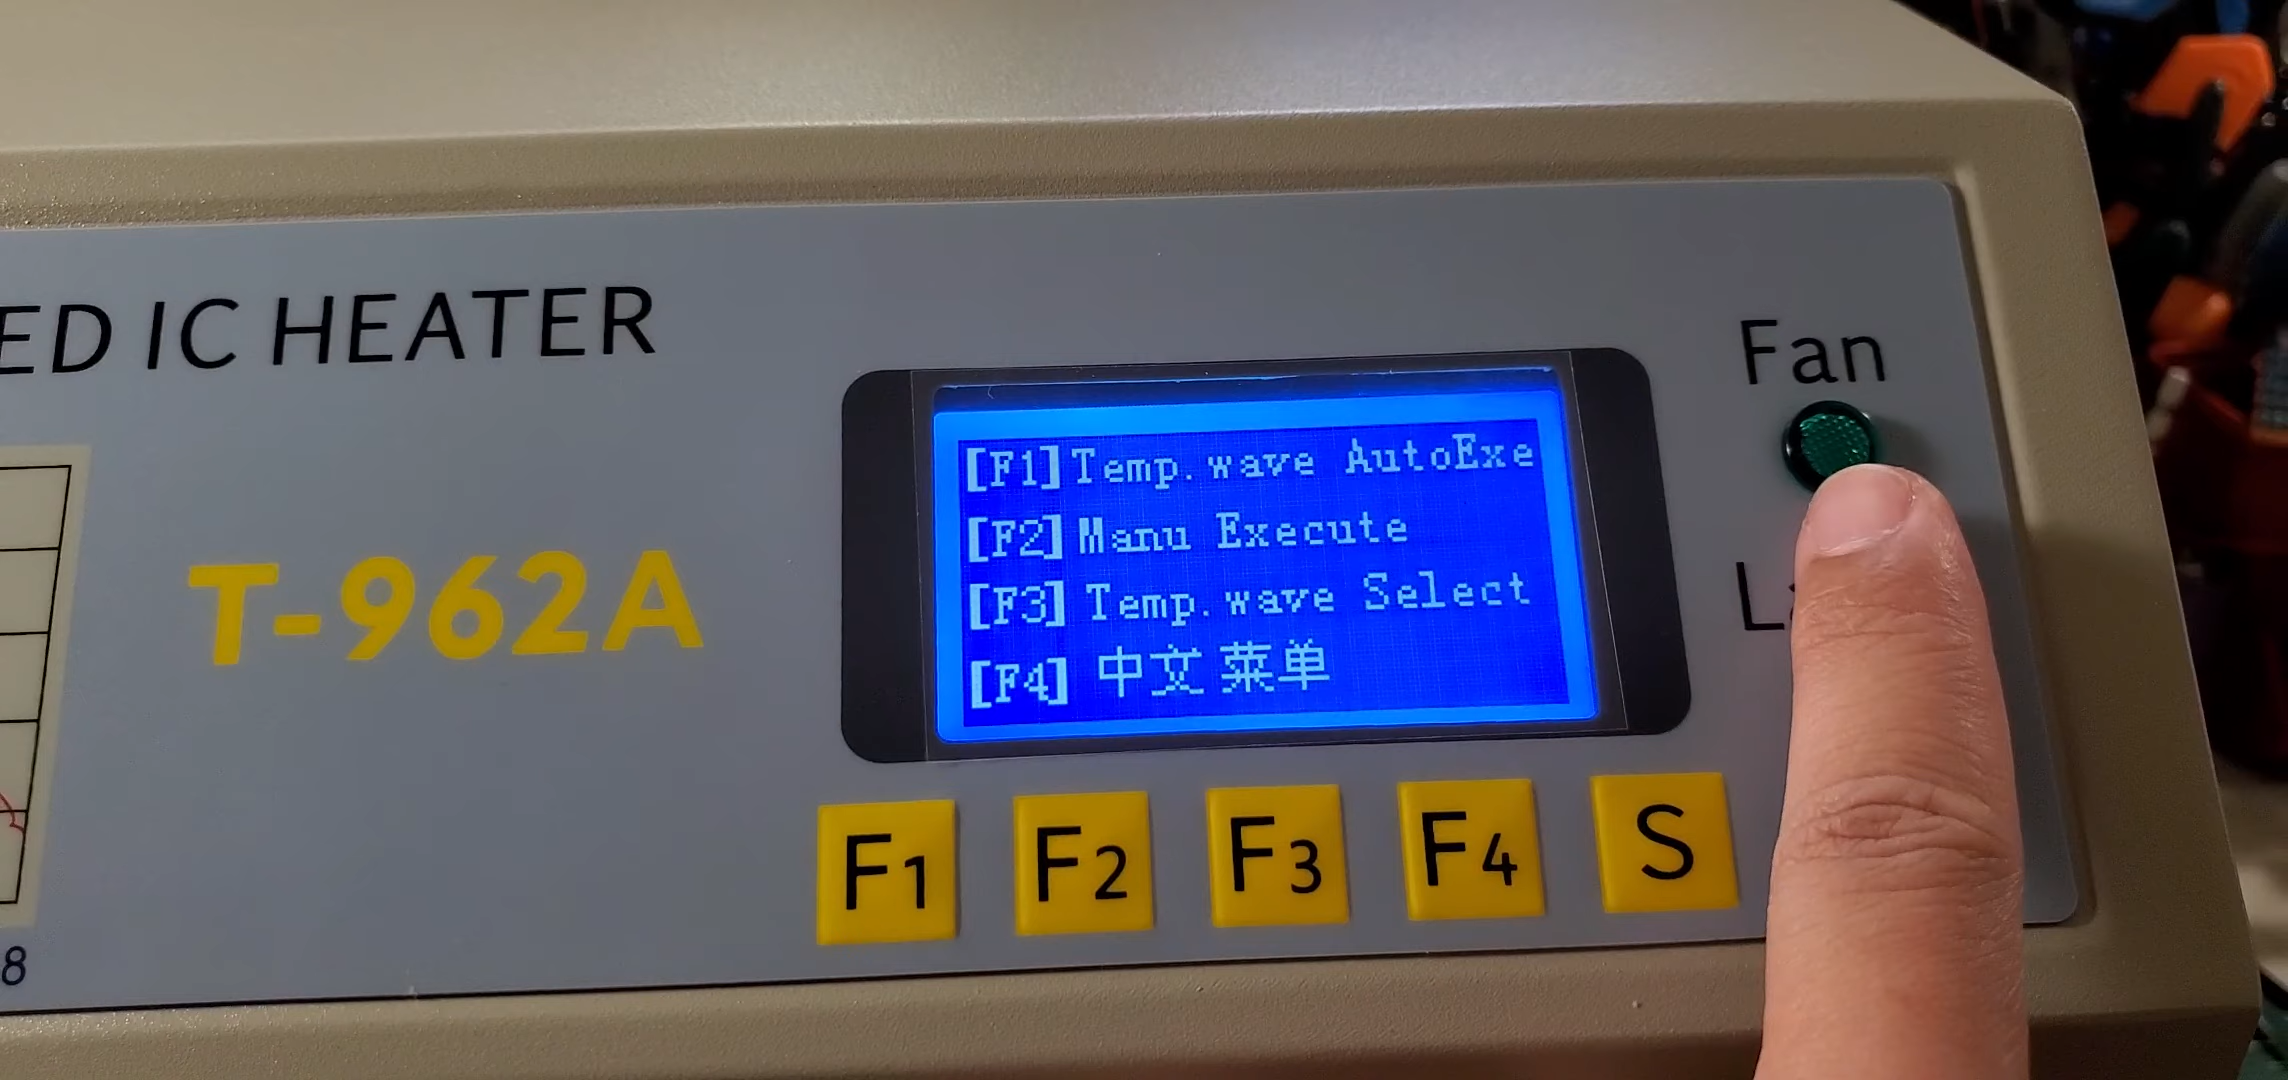 ED IC HEATER
T-962A
[F1] Temp.wave AutoExe
[F2] Manu Execute
[F3] Temp.wave Select
[F4] 中文菜单
Fan
F1 F2 F3 F4 S
8